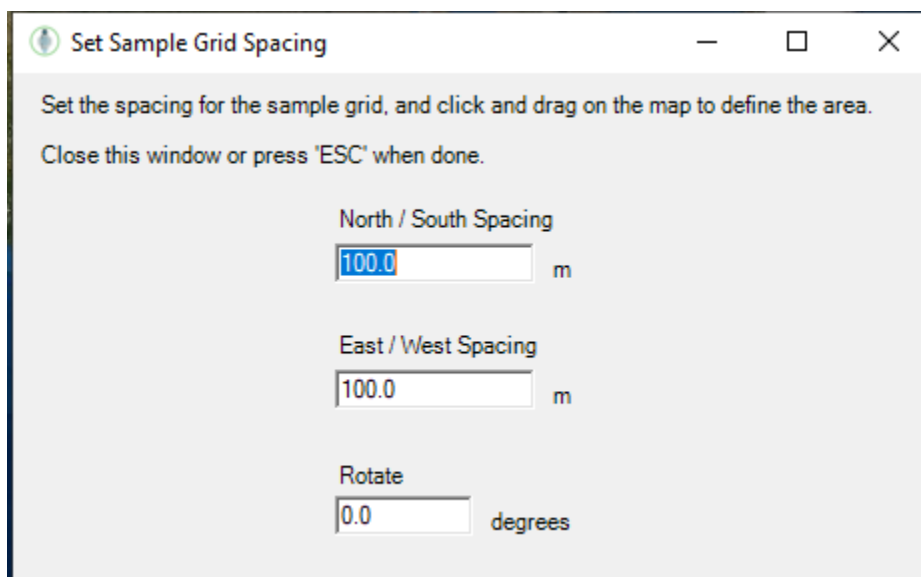 Set Sample Grid Spacing
Set the spacing for the sample grid, and click and drag on the map to define the area.
Close this window or press 'ESC' when done.
North / South Spacing
100.0 m
East / West Spacing
100.0 m
Rotate
0.0 degrees